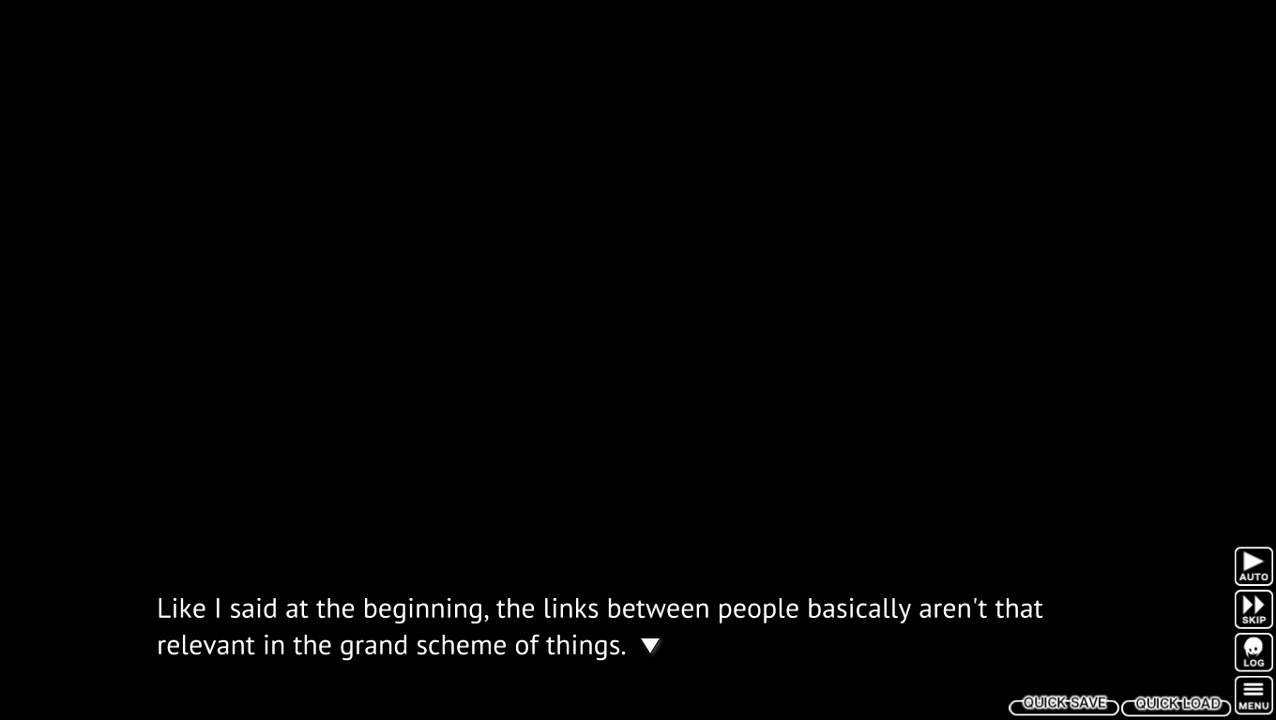 Like I said at the beginning, the links between people basically aren't that
relevant in the grand scheme of things.
AUTO
SKIP
LOG
MENU
QUICK SAVE
QUICK LOAD